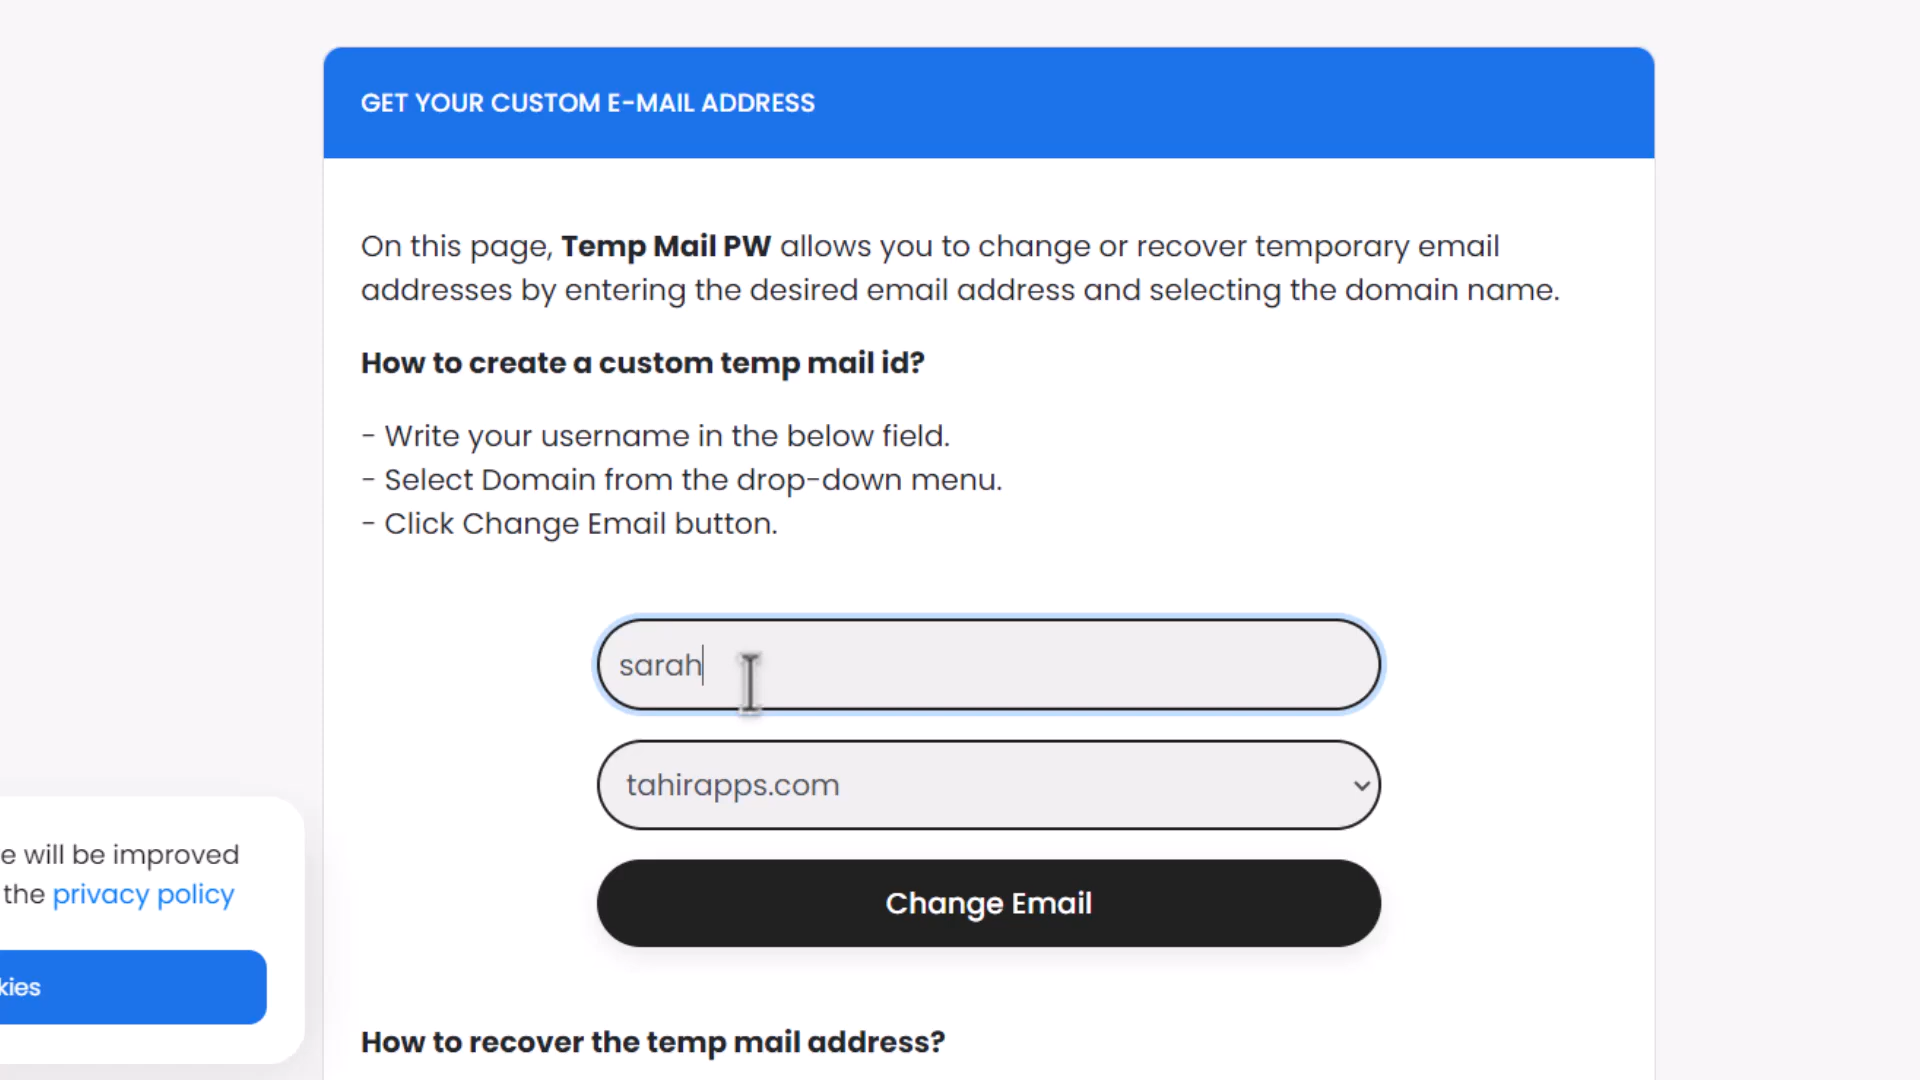 GET YOUR CUSTOM E-MAIL ADDRESS
On this page, Temp Mail PW allows you to change or recover temporary email
addresses by entering the desired email address and selecting the domain name.
How to create a custom temp mail id?
- Write your username in the below field.
- Select Domain from the drop-down menu.
- Click Change Email button.
sarah
tahirapps.com
e will be improved
the privacy policy
Change Email
kies
How to recover the temp mail address?